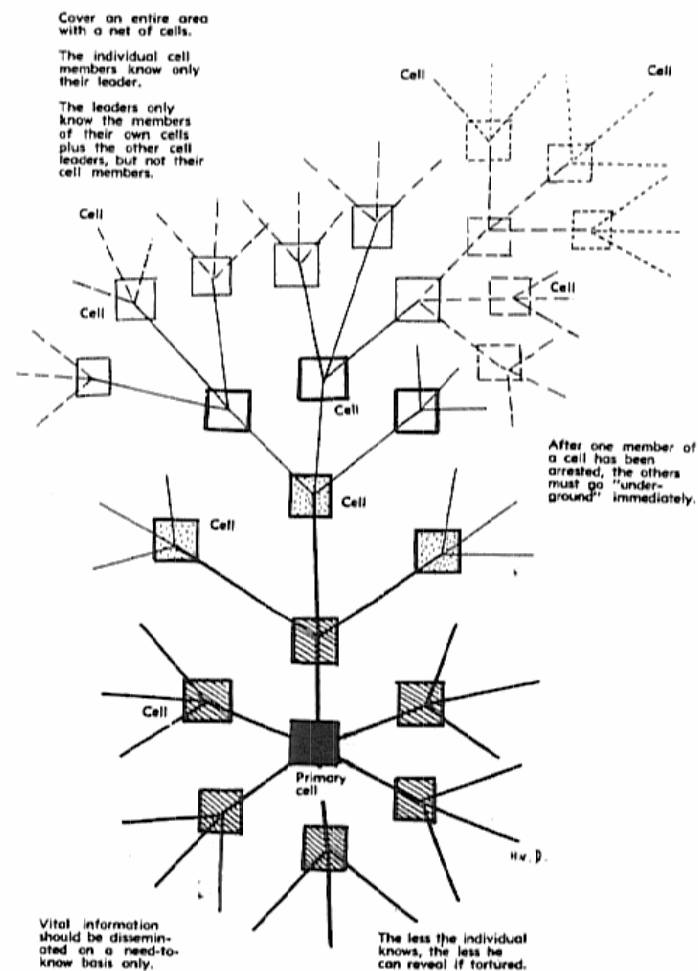 Cover an entire area
with a net of cells.
The individual cell
members know only
their leader.
The leaders only
know the members
of their own cells
plus the other cell
leaders, but not their
cell members.
Cell
Cell
Cell
Cell
Cell
Cell
After one member of
a cell has been
arrested, the others
must go "under-
ground" immediately.
Cell
Cell
Cell
Primary
cell
H.v. D.
Vital information
should be dissemin-
ated on a need-to-
know basis only.
The less the individual
knows, the less he
can reveal if tortured.